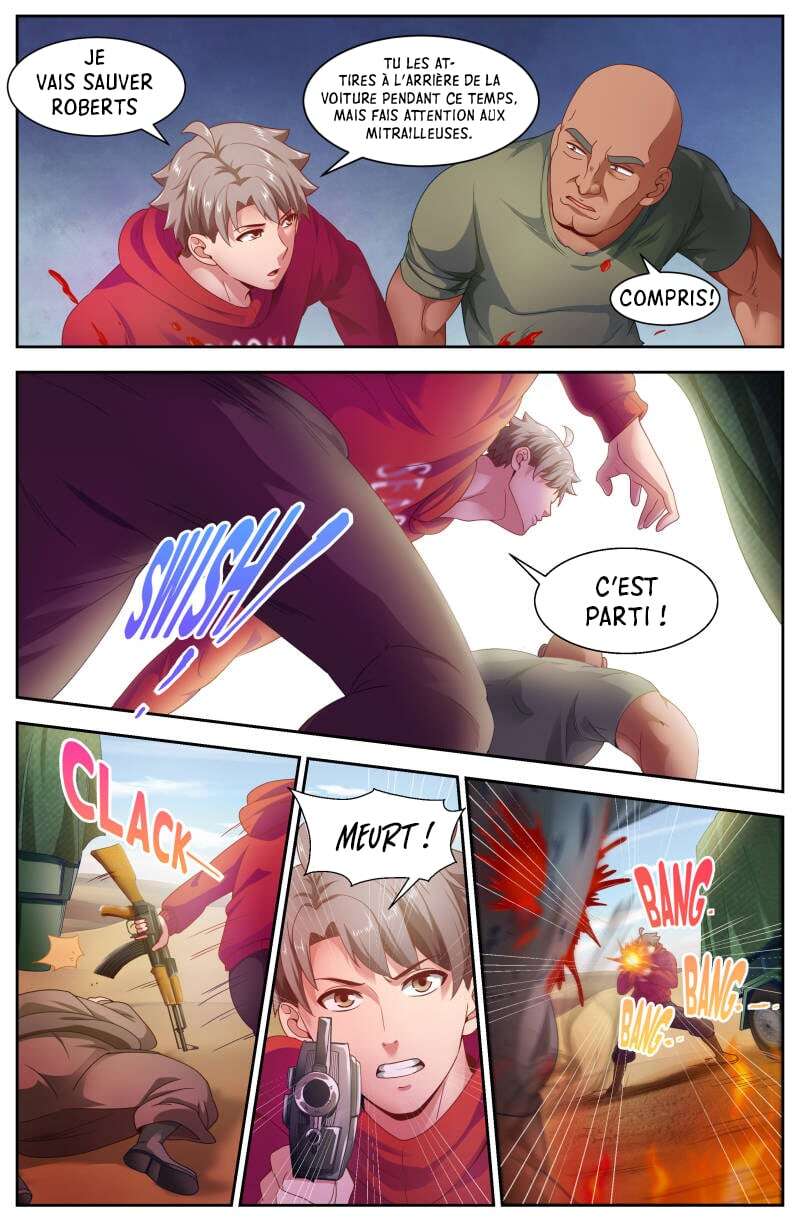 JE
VAIS SAUVER
ROBERTS
TU LES AT-
TIRES À L'ARRIÈRE DE LA
VOITURE PENDANT CE TEMPS,
MAIS FAIS ATTENTION AUX
MITRAILLEUSES.
COMPRIS!
SWISH!
C'EST
PARTI !
CLACK
MEURT !
BANG
BANG
BANG